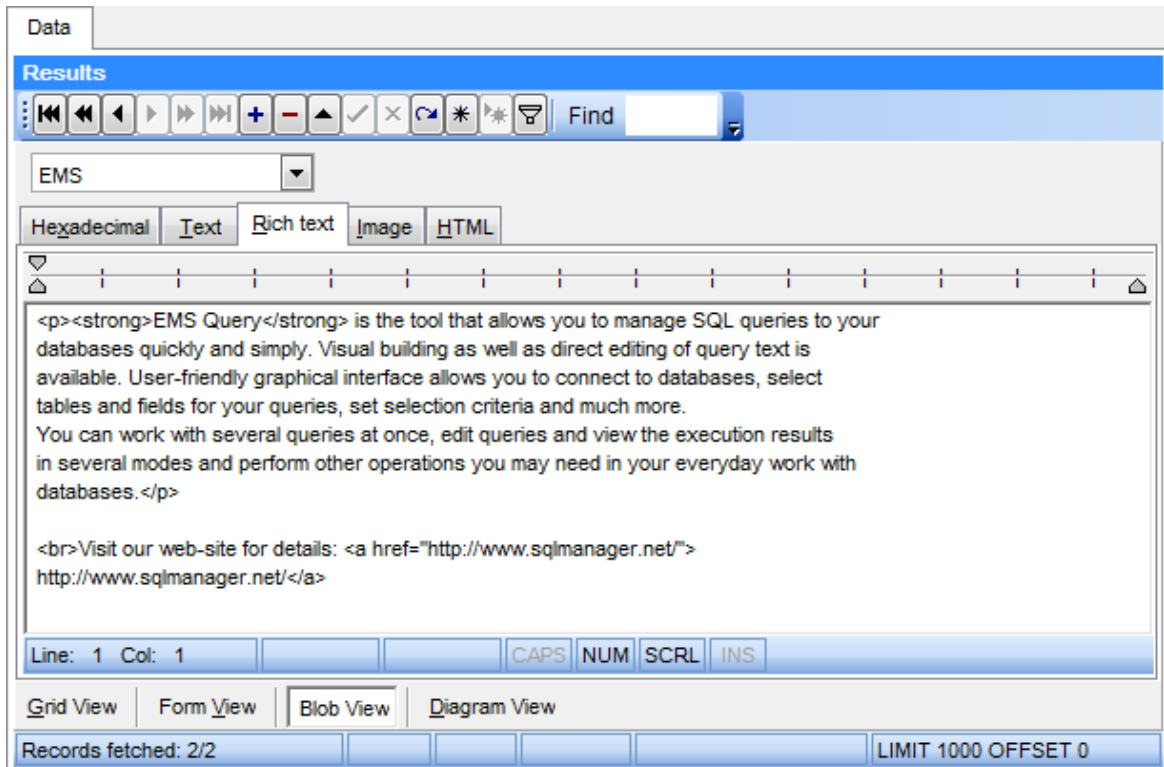 Data
Results
Find
EMS
Hexadecimal Text Rich text Image HTML
<p><strong>EMS Query</strong> is the tool that allows you to manage SQL queries to your
databases quickly and simply. Visual building as well as direct editing of query text is
available. User-friendly graphical interface allows you to connect to databases, select
tables and fields for your queries, set selection criteria and much more.
You can work with several queries at once, edit queries and view the execution results
in several modes and perform other operations you may need in your everyday work with
databases.</p>
<br>Visit our web-site for details: <a href="http://www.sqlmanager.net/">
http://www.sqlmanager.net/</a>
Line: 1 Col: 1 CAPS NUM SCRL INS
Grid View Form View Blob View Diagram View
Records fetched: 2/2 LIMIT 1000 OFFSET 0